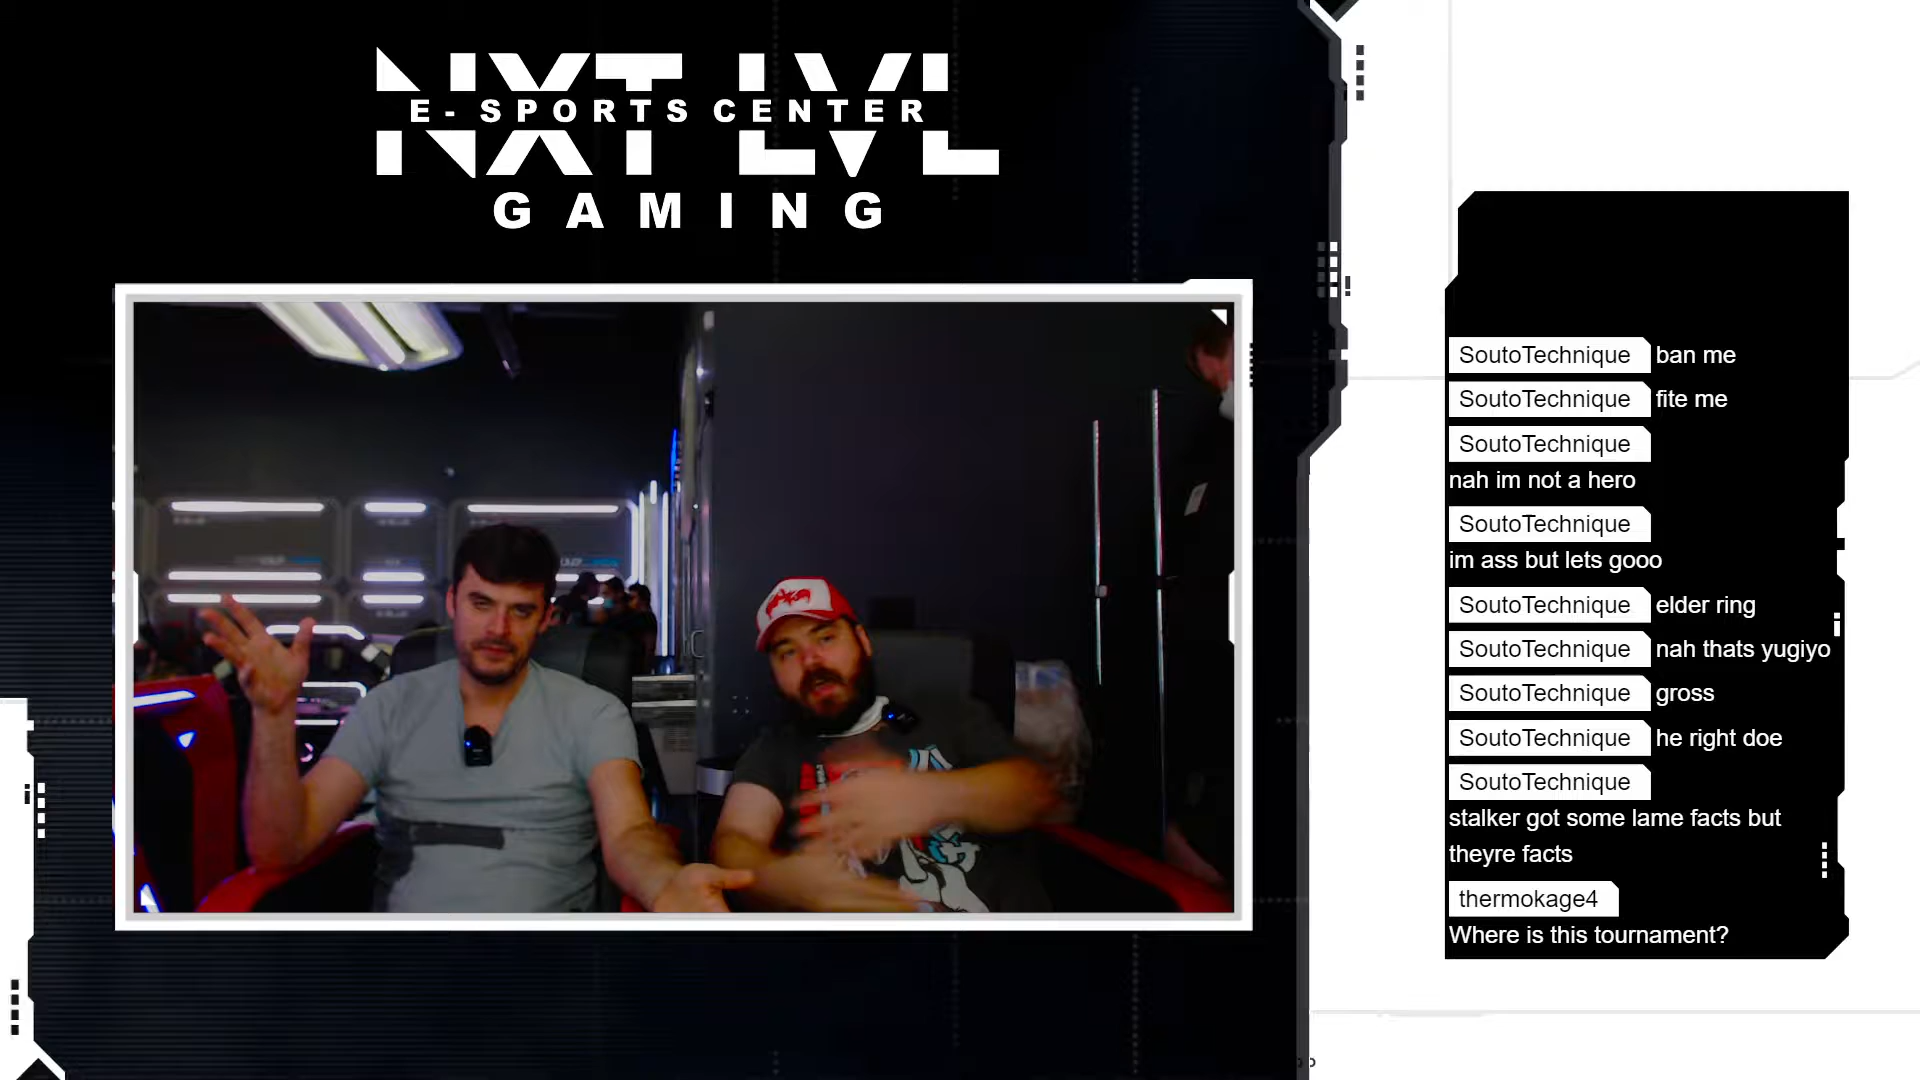 NXT LVL
E-SPORTS CENTER
GAMING
SoutoTechnique ban me
SoutoTechnique fite me
SoutoTechnique
nah im not a hero
SoutoTechnique
im ass but lets gooo
SoutoTechnique elder ring
SoutoTechnique nah thats yugiyo
SoutoTechnique gross
SoutoTechnique he right doe
SoutoTechnique
stalker got some lame facts but
theyre facts
thermokage4
Where is this tournament?